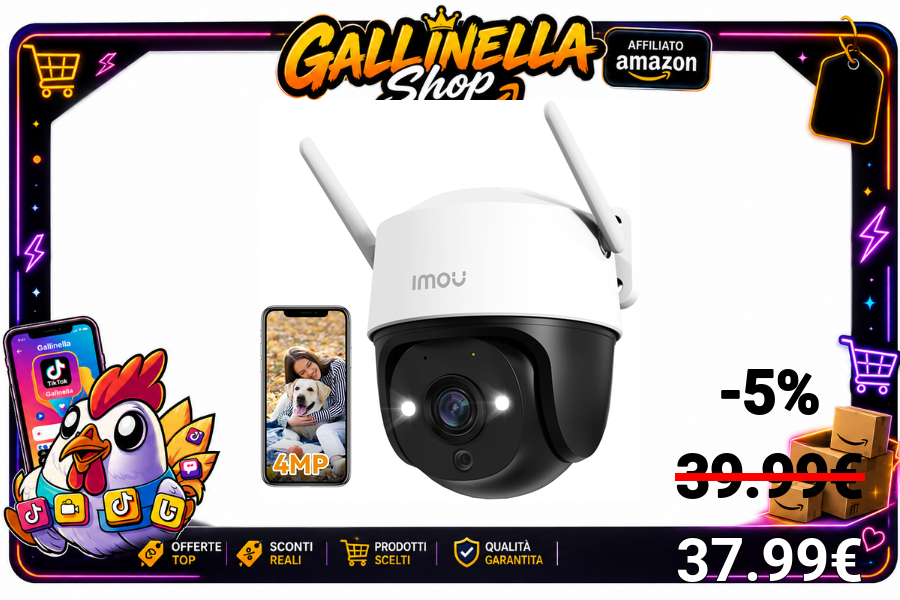 GALLINELLA
Shop
AFFILIATO
amazon
imou
Gallinella
TikTok
Gallinella
4MP
-5%
39.99€
37.99€
OFFERTE
TOP
SCONTI
REALI
PRODOTTI
SCELTI
QUALITÀ
GARANTITA